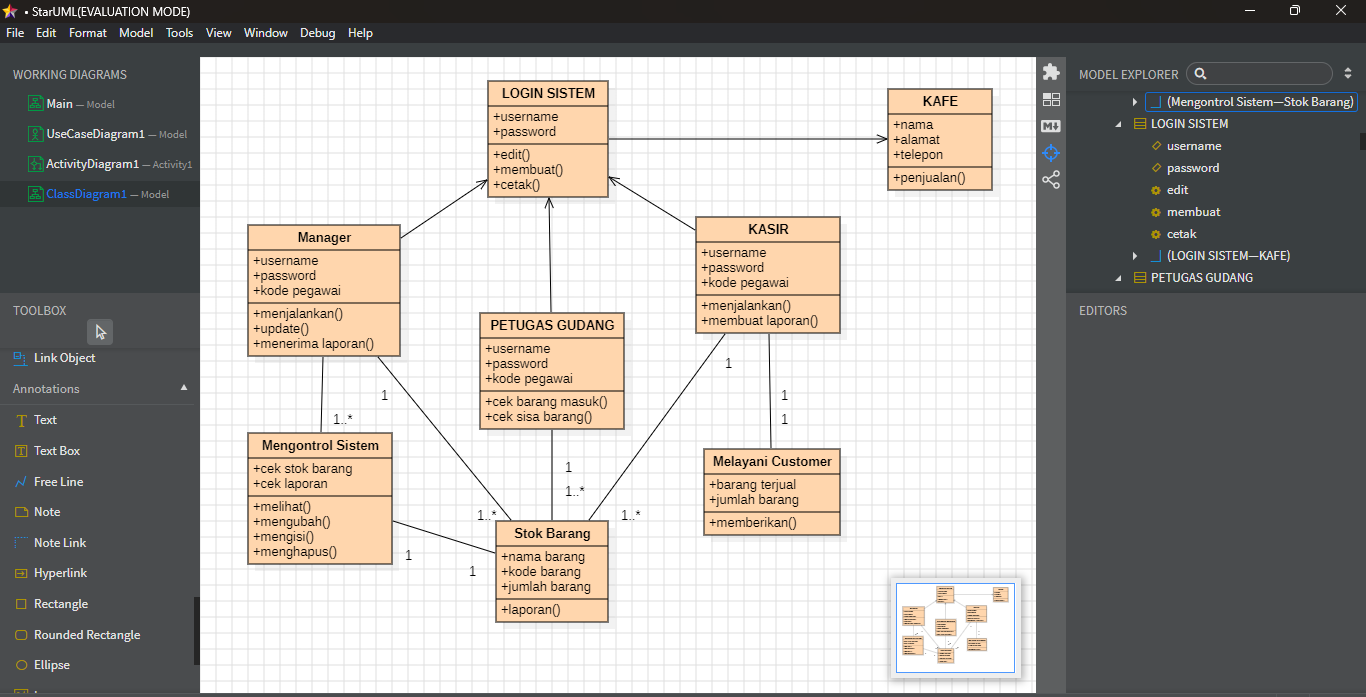 • StarUML(EVALUATION MODE)
File Edit Format Model Tools View Window Debug Help
WORKING DIAGRAMS
Main — Model
UseCaseDiagram1 — Model
ActivityDiagram1 — Activity1
ClassDiagram1 — Model
TOOLBOX
Link Object
Annotations
Text
Text Box
Free Line
Note
Note Link
Hyperlink
Rectangle
Rounded Rectangle
Ellipse
LOGIN SISTEM
+username
+password
+edit()
+membuat()
+cetak()
KAFE
+nama
+alamat
+telepon
+penjualan()
Manager
+username
+password
+kode pegawai
+menjalankan()
+update()
+menerima laporan()
PETUGAS GUDANG
+username
+password
+kode pegawai
+cek barang masuk()
+cek sisa barang()
KASIR
+username
+password
+kode pegawai
+menjalankan()
+membuat laporan()
1
1..*
1
1
1
Mengontrol Sistem
+cek stok barang
+cek laporan
+melihat()
+mengubah()
+mengisi()
+menghapus()
Melayani Customer
+barang terjual
+jumlah barang
+memberikan()
1
1..*
1..*
1..*
1
1
Stok Barang
+nama barang
+kode barang
+jumlah barang
+laporan()
M
MODEL EXPLORER
(Mengontrol Sistem—Stok Barang)
LOGIN SISTEM
username
password
edit
membuat
cetak
(LOGIN SISTEM—KAFE)
PETUGAS GUDANG
EDITORS